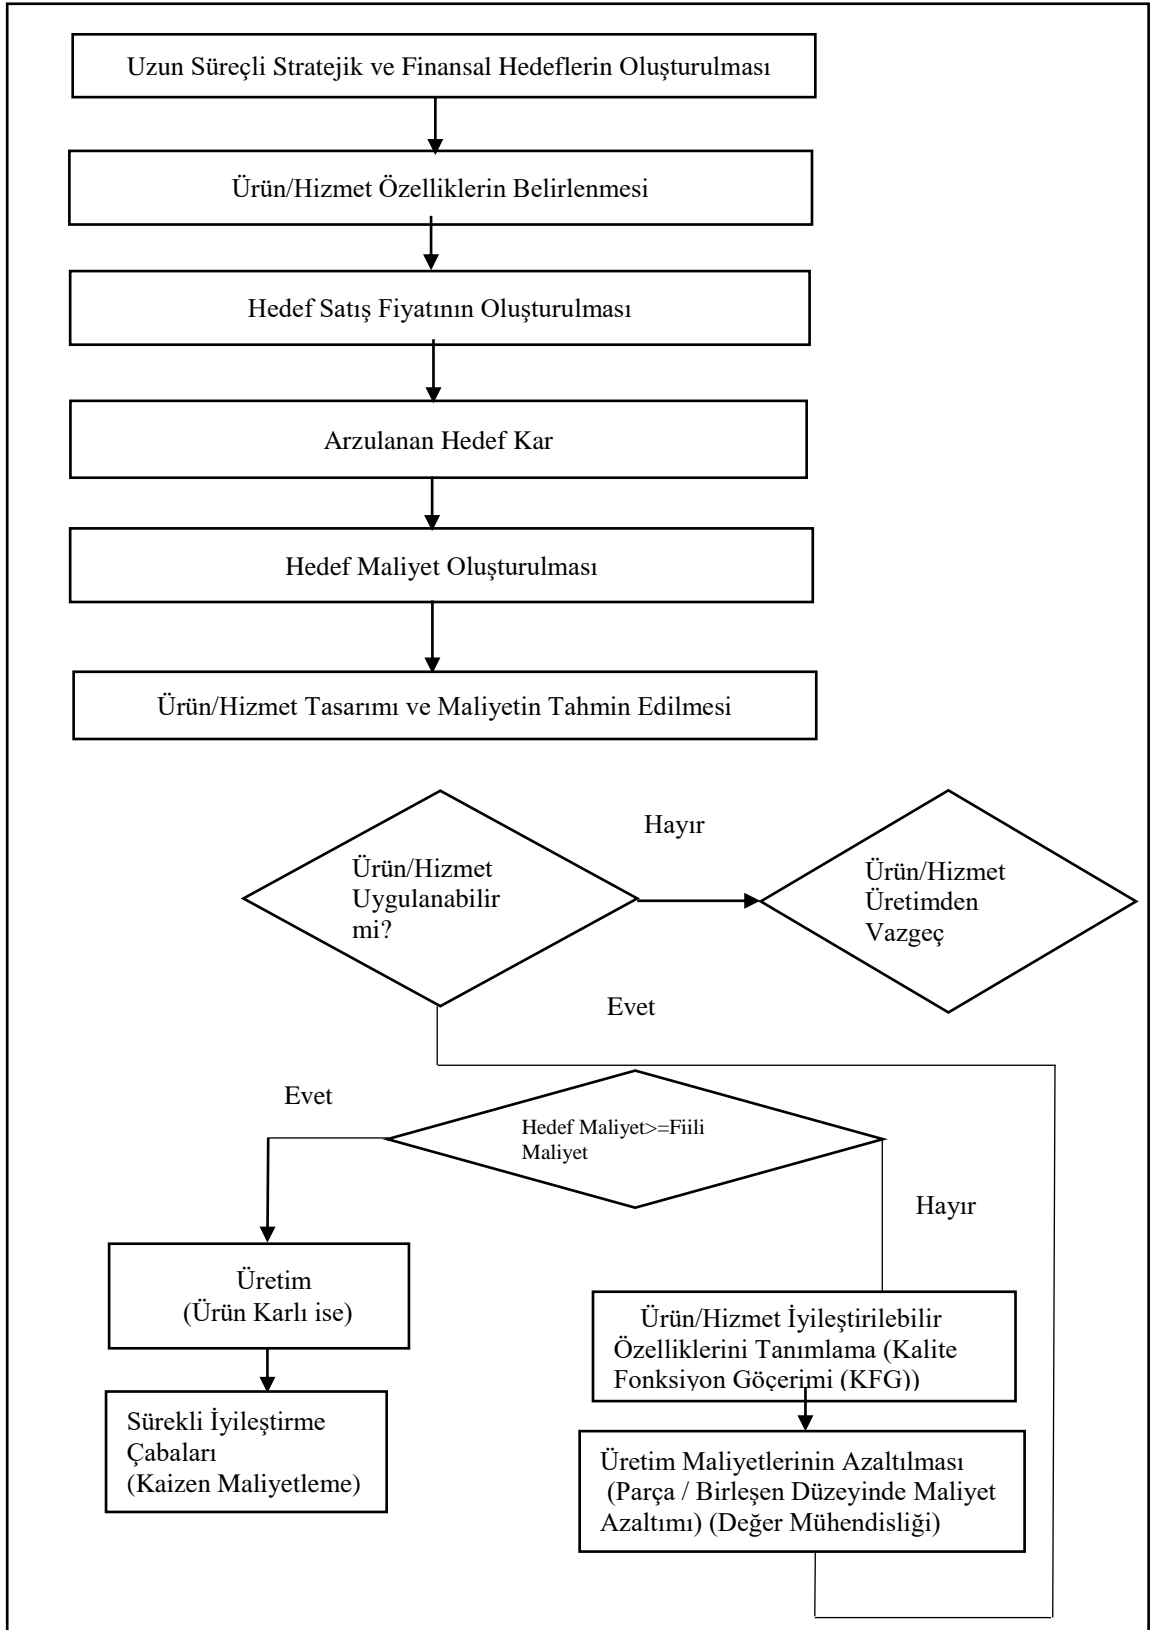 Uzun Süreçli Stratejik ve Finansal Hedeflerin Oluşturulması
Ürün/Hizmet Özelliklerin Belirlenmesi
Hedef Satış Fiyatının Oluşturulması
Arzulanan Hedef Kar
Hedef Maliyet Oluşturulması
Ürün/Hizmet Tasarımı ve Maliyetin Tahmin Edilmesi
Ürün/Hizmet
Uygulanabilir
mi?
Hayır
Ürün/Hizmet
Üretimden
Vazgeç
Evet
Evet
Hedef Maliyet>=Fiili
Maliyet
Hayır
Üretim
(Ürün Karlı ise)
Sürekli İyileştirme
Çabaları
(Kaizen Maliyetleme)
Ürün/Hizmet İyileştirilebilir
Özelliklerini Tanımlama (Kalite
Fonksiyon Göçerimi (KFG))
Üretim Maliyetlerinin Azaltılması
(Parça / Birleşen Düzeyinde Maliyet
Azaltımı) (Değer Mühendisliği)